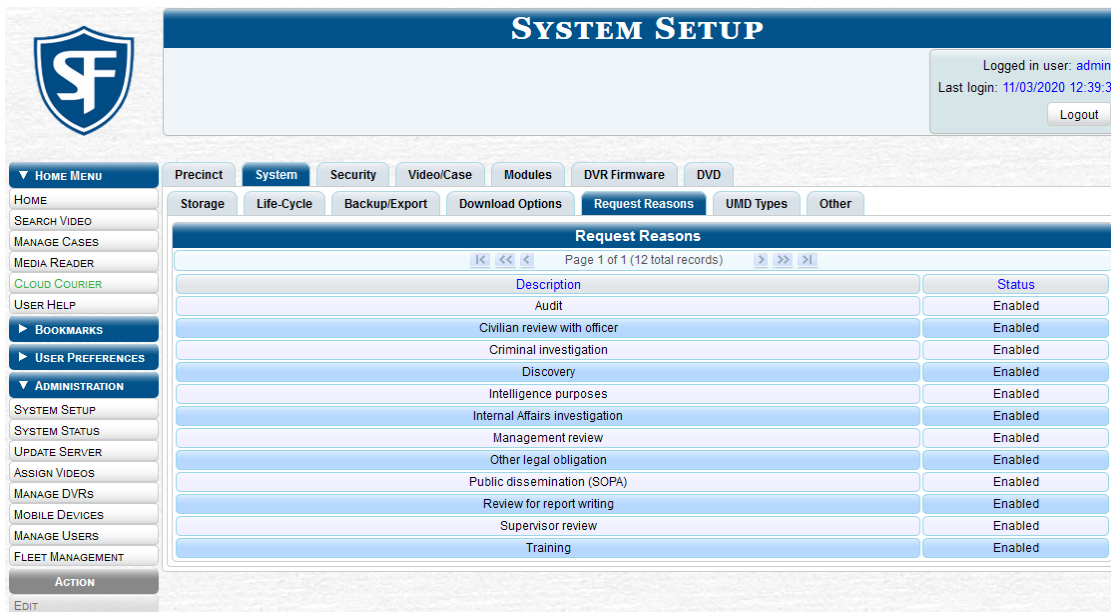 SF
SYSTEM SETUP
Logged in user: admin
Last login: 11/03/2020 12:39:3
Logout
HOME MENU
HOME
SEARCH VIDEO
MANAGE CASES
MEDIA READER
CLOUD COURIER
USER HELP
BOOKMARKS
USER PREFERENCES
ADMINISTRATION
SYSTEM SETUP
SYSTEM STATUS
UPDATE SERVER
ASSIGN VIDEOS
MANAGE DVRS
MOBILE DEVICES
MANAGE USERS
FLEET MANAGEMENT
ACTION
EDIT
Precinct System Security Video/Case Modules DVR Firmware DVD
Storage Life-Cycle Backup/Export Download Options Request Reasons UMD Types Other
Request Reasons
Page 1 of 1 (12 total records)
Description Status
Audit Enabled
Civilian review with officer Enabled
Criminal investigation Enabled
Discovery Enabled
Intelligence purposes Enabled
Internal Affairs investigation Enabled
Management review Enabled
Other legal obligation Enabled
Public dissemination (SOPA) Enabled
Review for report writing Enabled
Supervisor review Enabled
Training Enabled